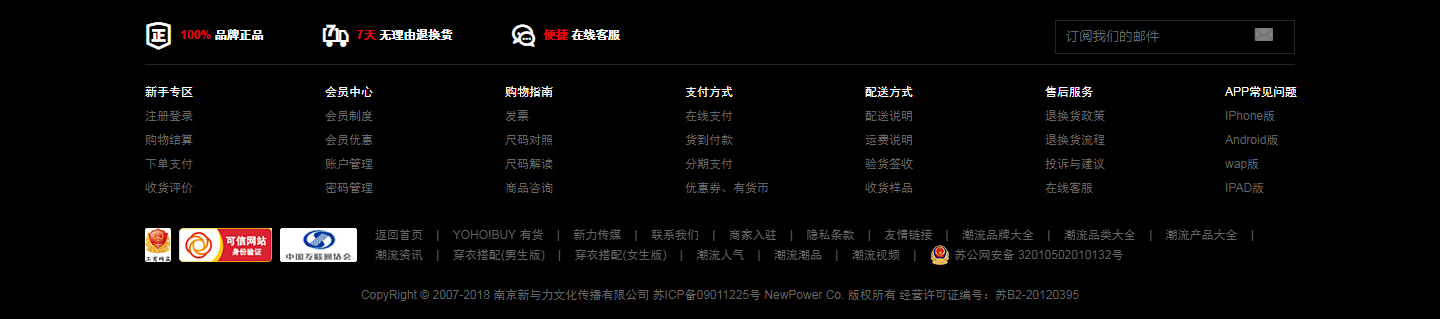 正 100% 品牌正品 7 7天 无理由退换货 便捷 在线客服 订阅我们的邮件
新手专区 会员中心 购物指南 支付方式 配送方式 售后服务 APP常见问题
注册登录 会员制度 发票 在线支付 配送说明 退换货政策 IPhone版
购物结算 会员优惠 尺码对照 货到付款 运费说明 退换货流程 Android版
下单支付 账户管理 尺码解读 分期支付 验货签收 投诉与建议 wap版
收货评价 密码管理 商品咨询 优惠券、有货币 收货样品 在线客服 IPAD版
可信网站
身份验证
中国互联网协会
返回首页 | YOHO!BUY 有货 | 新力传媒 | 联系我们 | 商家入驻 | 隐私条款 | 友情链接 | 潮流品牌大全 | 潮流品类大全 | 潮流产品大全 |
潮流资讯 | 穿衣搭配(男生版) | 穿衣搭配(女生版) | 潮流人气 | 潮流潮品 | 潮流视频 | 苏公网安备 32010502010132号
CopyRight © 2007-2018 南京新与力文化传播有限公司 苏ICP备09011225号 NewPower Co. 版权所有 经营许可证编号：苏B2-20120395